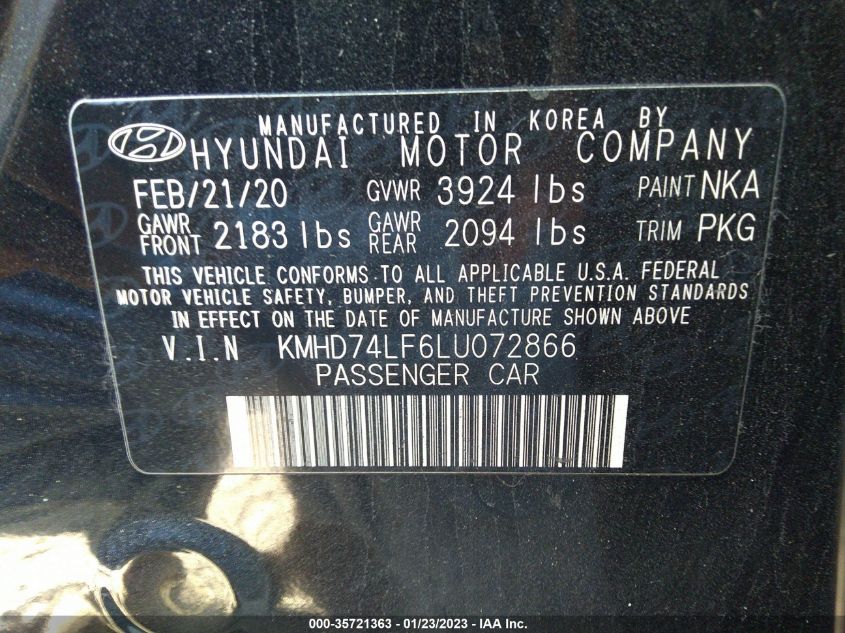 MANUFACTURED IN KOREA BY
HYUNDAI MOTOR COMPANY
FEB/21/20 GVWR 3924 lbs PAINT NKA
GAWR FRONT 2183 lbs GAWR REAR 2094 lbs TRIM PKG
THIS VEHICLE CONFORMS TO ALL APPLICABLE U.S.A. FEDERAL
MOTOR VEHICLE SAFETY, BUMPER, AND THEFT PREVENTION STANDARDS
IN EFFECT ON THE DATE OF MANUFACTURE SHOWN ABOVE
V.I.N KMHD74LF6LU072866
PASSENGER CAR
000-35721363 - 01/23/2023 - IAA Inc.